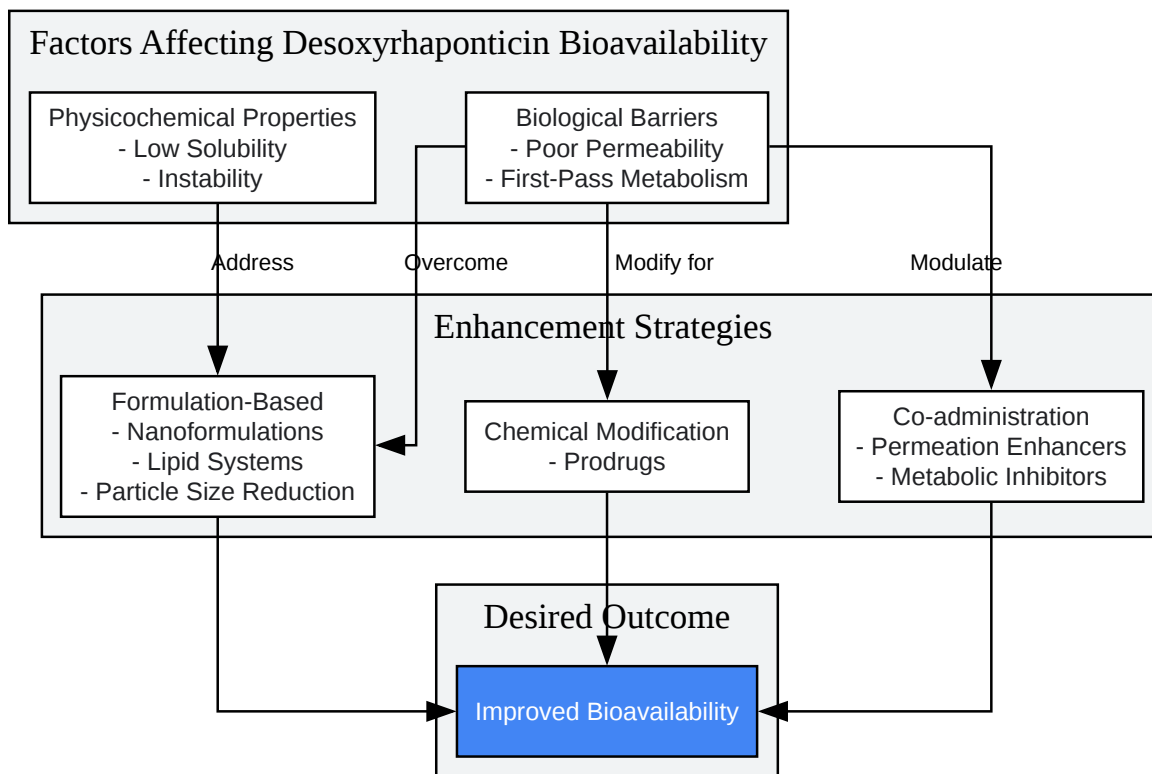 Factors Affecting Desoxyrhaponticin Bioavailability
Physicochemical Properties
- Low Solubility
- Instability
Biological Barriers
- Poor Permeability
- First-Pass Metabolism
Address
Overcome
Modify for
Modulate
Enhancement Strategies
Formulation-Based
- Nanoformulations
- Lipid Systems
- Particle Size Reduction
Chemical Modification
- Prodrugs
Co-administration
- Permeation Enhancers
- Metabolic Inhibitors
Desired Outcome
Improved Bioavailability